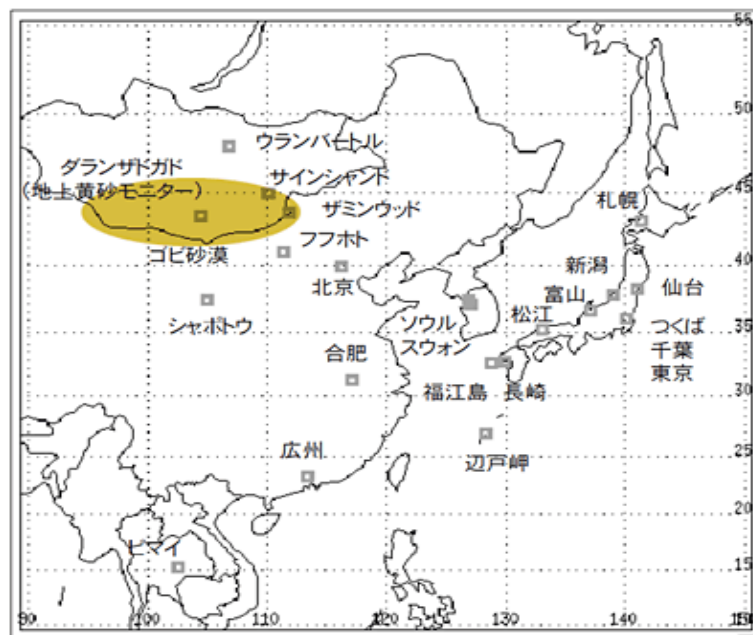 55
50
ウランバートル
ダランザドガド
サインシャンド
45
（地上黄砂モニター）
ザミンウッド
札幌
フフホト
ゴビ砂漠
新潟
40
北京
富山
仙台
シャポトウ
ソウル
松江
つくば
35
スウォン
千葉
合肥
東京
福江島
長崎
30
辺戸岬
広州
25
20
ピマイ
15
90
100
110
120
130
140